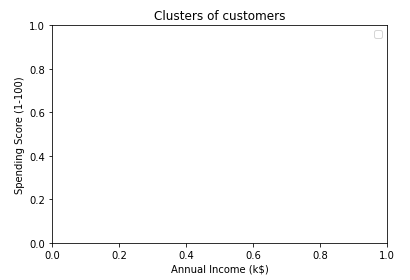 Clusters of customers
1.0
0.8
0.6
0.4
0.2
0.0
Spending Score (1-100)
0.0 0.2 0.4 0.6 0.8 1.0
Annual Income (k$)